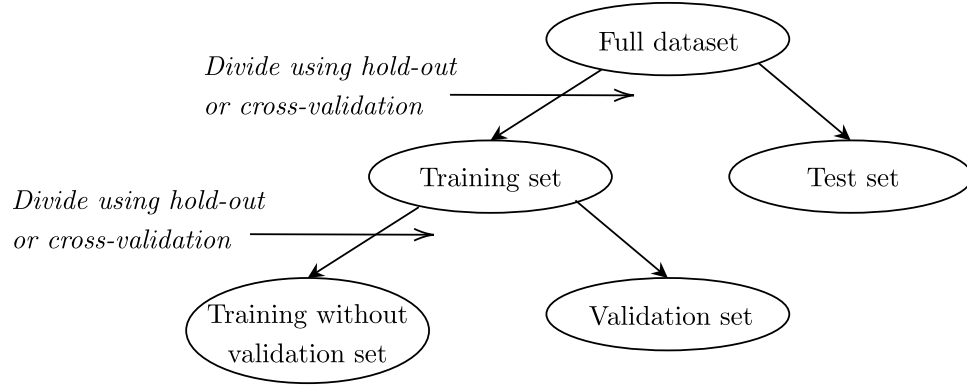 Full dataset
Divide using hold-out
or cross-validation
Training set
Test set
Divide using hold-out
or cross-validation
Training without
validation set
Validation set